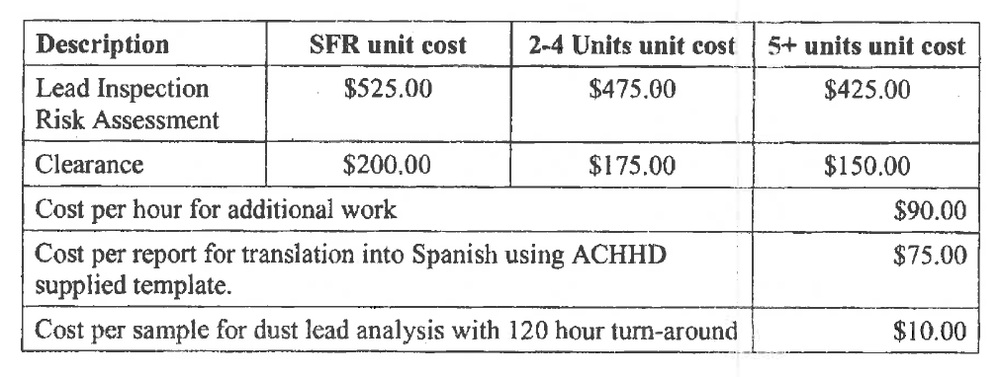 Description SFR unit cost 2-4 Units unit cost 5+ units unit cost
Lead Inspection $525.00 $475.00 $425.00
Risk Assessment
Clearance $200.00 $175.00 $150.00
Cost per hour for additional work $90.00
Cost per report for translation into Spanish using ACHHD $75.00
supplied template.
Cost per sample for dust lead analysis with 120 hour turn-around $10.00